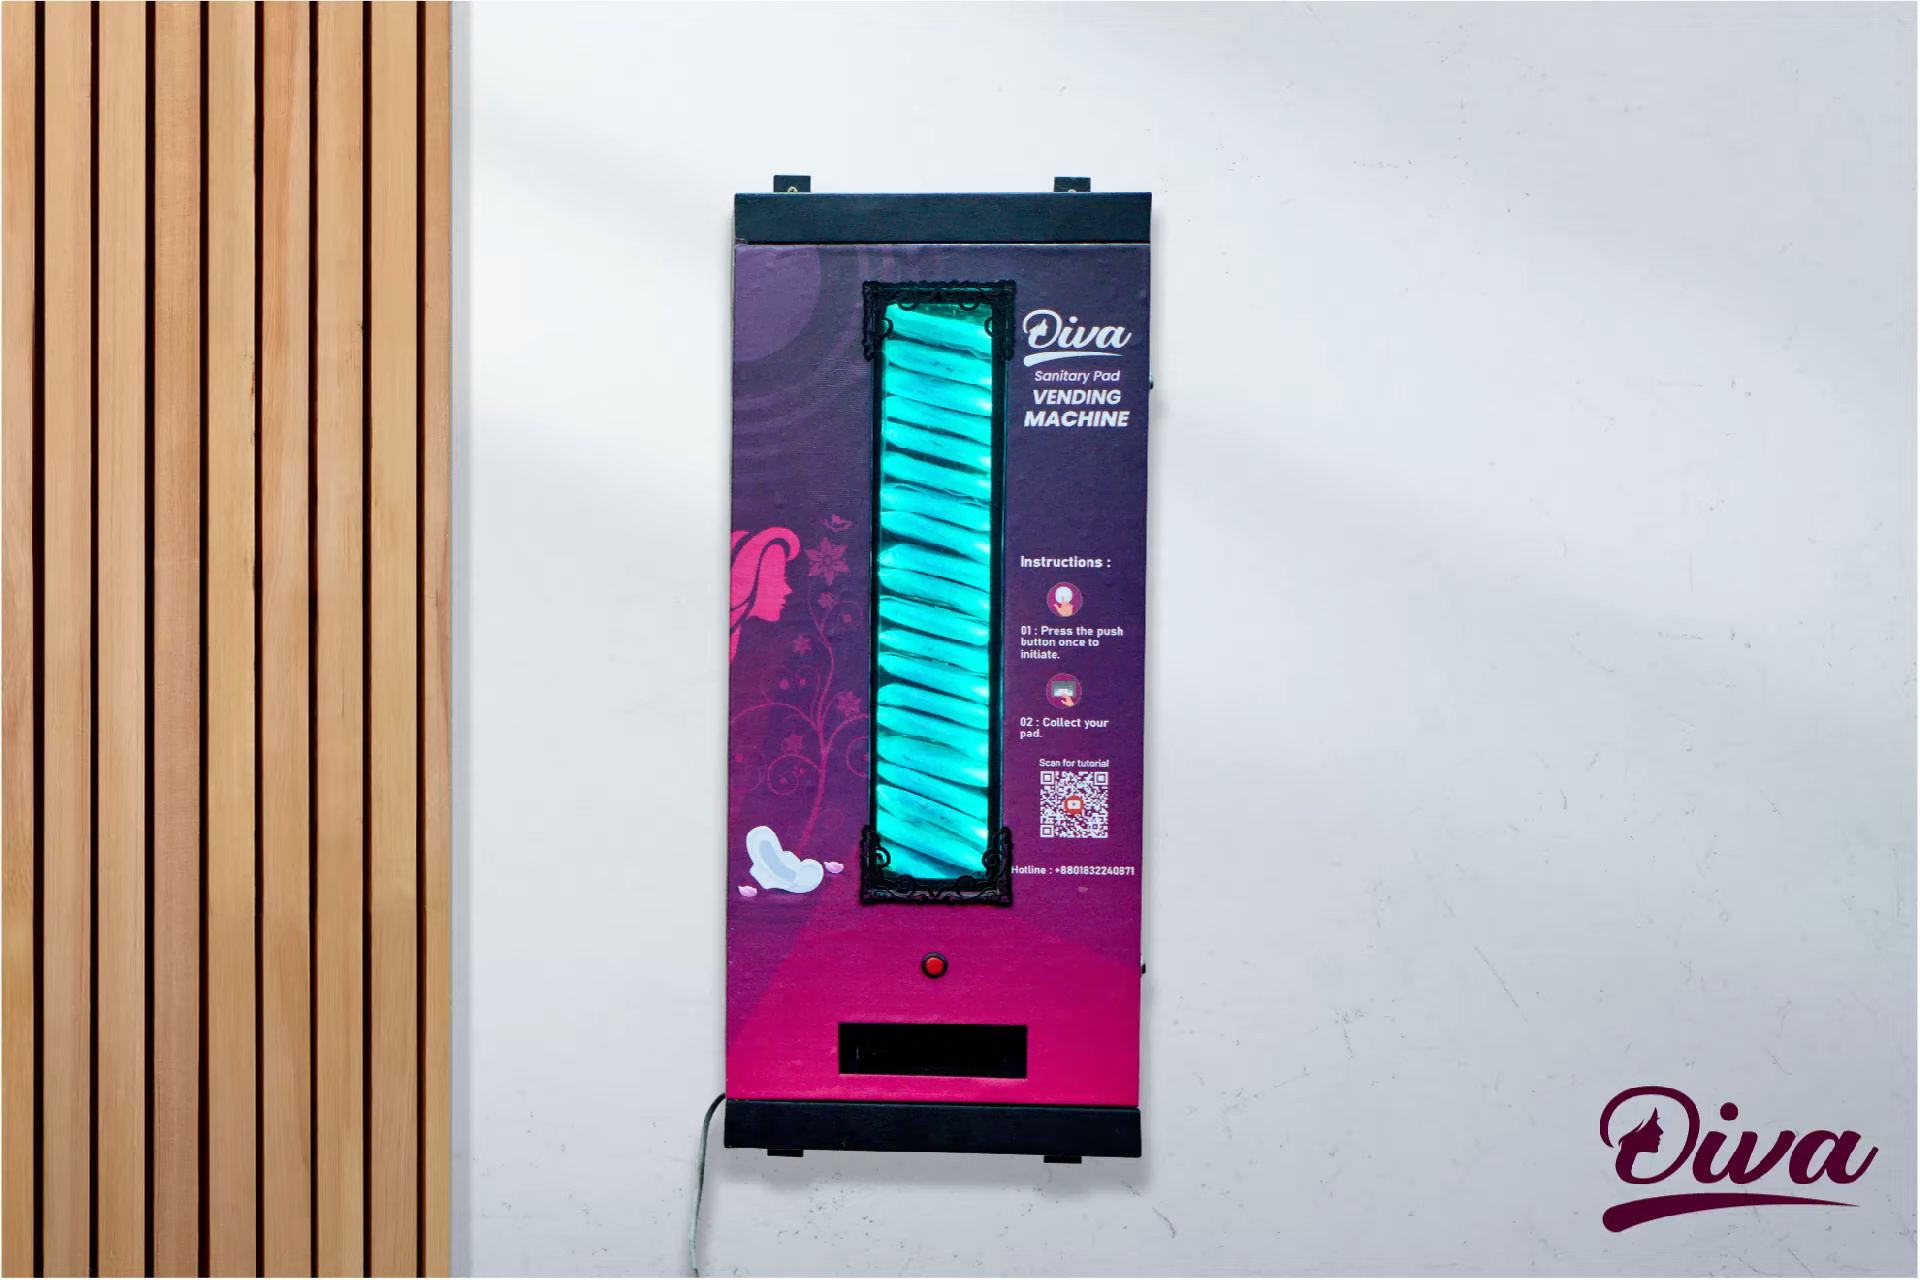 Diva
Sanitary Pad
VENDING
MACHINE
Instructions :
01 : Press the push
button once to
initiate.
02 : Collect your
pad.
Scan for tutorial
Hotline : +8801832240871
Diva